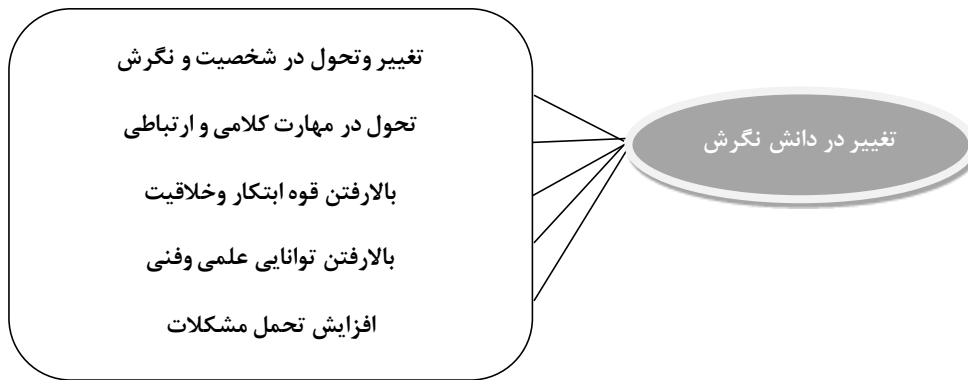 تغییر در دانش نگرش
تغییر وتحول در شخصیت و نگرش
تحول در مهارت کلامی و ارتباطی
بالارفتن قوه ابتکار وخلاقیت
بالارفتن توانایی علمی وفنی
افزایش تحمل مشکلات